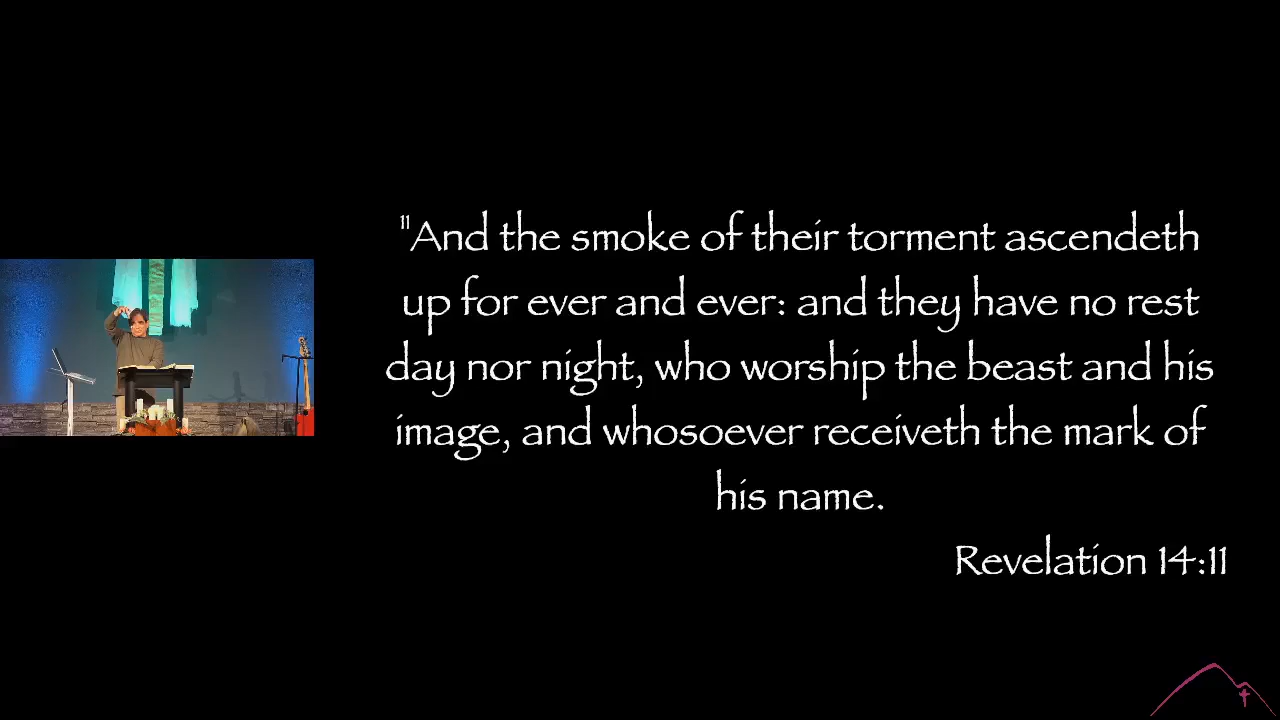 "And the smoke of their torment ascendeth
up for ever and ever: and they have no rest
day nor night, who worship the beast and his
image, and whosoever receiveth the mark of
his name.
Revelation 14:11